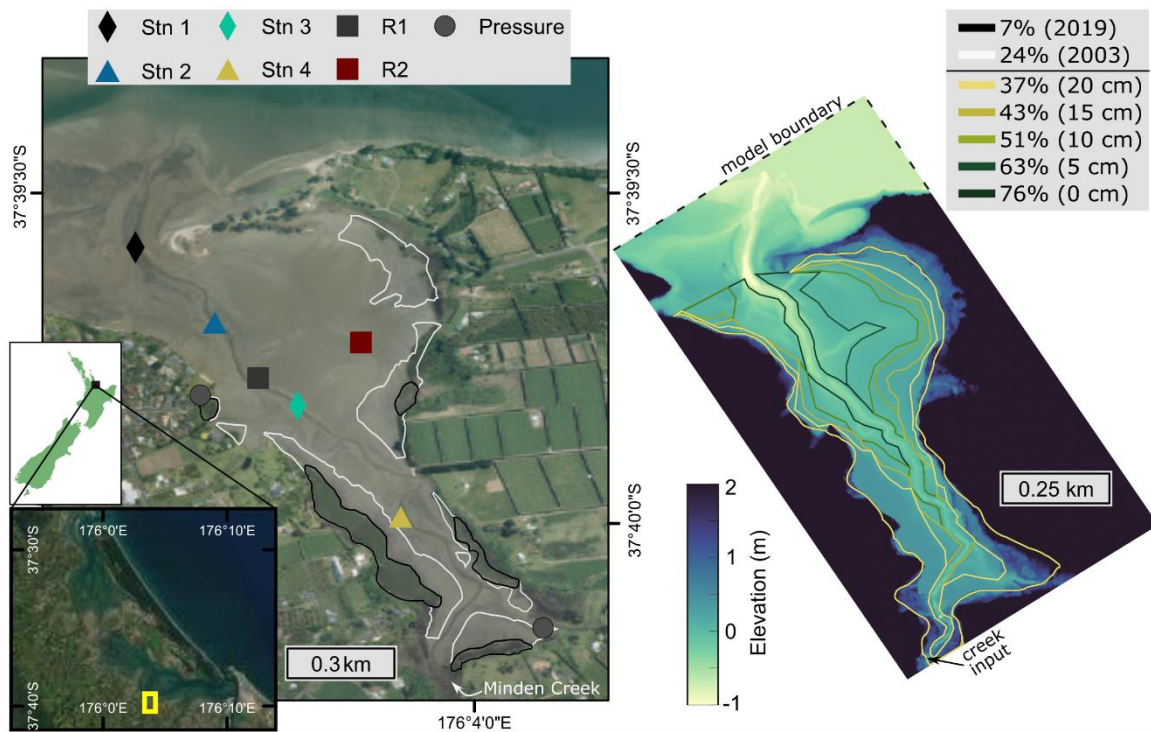 Stn 1 Stn 3 R1 Pressure
Stn 2 Stn 4 R2
7% (2019)
24% (2003)
37% (20 cm)
43% (15 cm)
51% (10 cm)
63% (5 cm)
76% (0 cm)
37°39'30"S
37°40'0"S
176°4'0"E
0.3 km
Minden Creek
176°0'E 176°10'E
37°30'S
37°40'S
176°0'E 176°10'E
model boundary
37°39'30"S
37°40'0"S
0.25 km
Elevation (m)
2
1
0
-1
creek
input